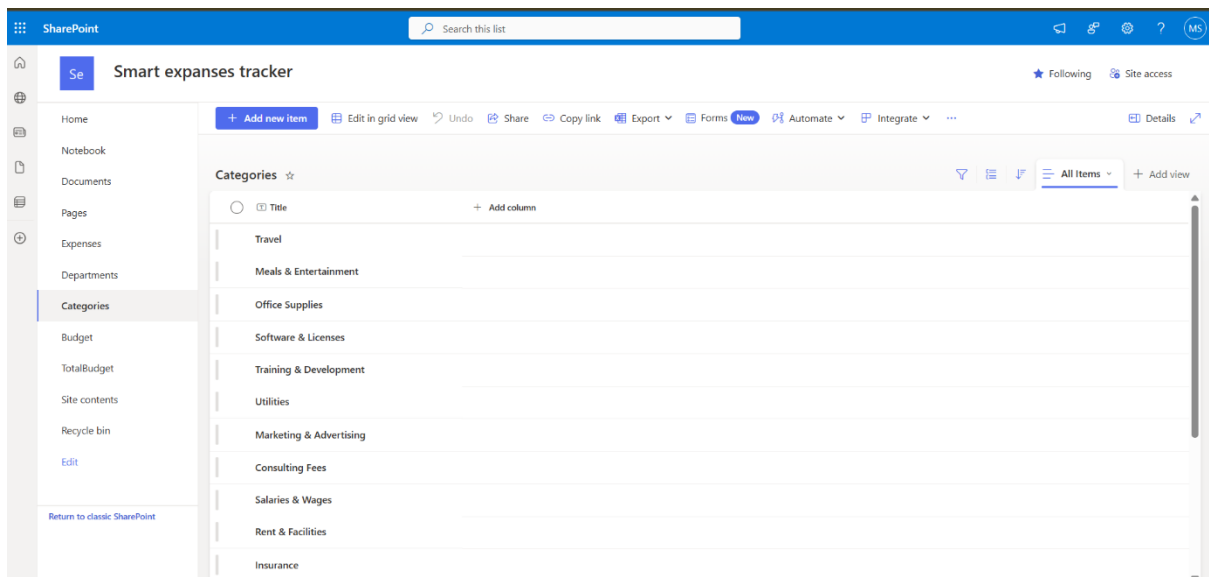 SharePoint
Search this list
?
MS
Se
Smart expanses tracker
Following
Site access
Home
Notebook
Documents
Pages
Expenses
Departments
Categories
Budget
TotalBudget
Site contents
Recycle bin
Edit
Return to classic SharePoint
+ Add new item
Edit in grid view
Undo
Share
Copy link
Export
Forms New
Automate
Integrate
...
Details
Categories
All Items
+ Add view
Title
+ Add column
Travel
Meals & Entertainment
Office Supplies
Software & Licenses
Training & Development
Utilities
Marketing & Advertising
Consulting Fees
Salaries & Wages
Rent & Facilities
Insurance